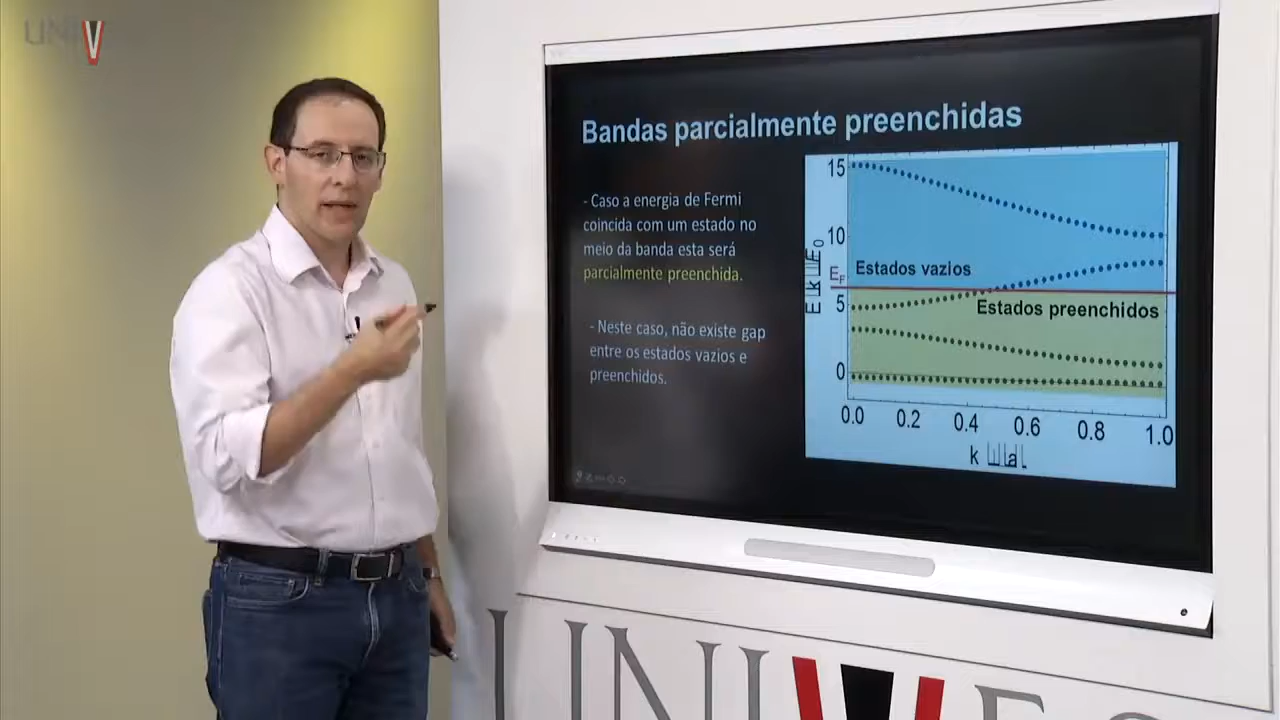 UNIV
Bandas parcialmente preenchidas
- Caso a energia de Fermi
coincida com um estado no
meio da banda esta será
parcialmente preenchida.
- Neste caso, não existe gap
entre os estados vazios e
preenchidos.
15
10
5
0
E_F
Estados vazios
Estados preenchidos
0.0 0.2 0.4 0.6 0.8 1.0
UNIVES